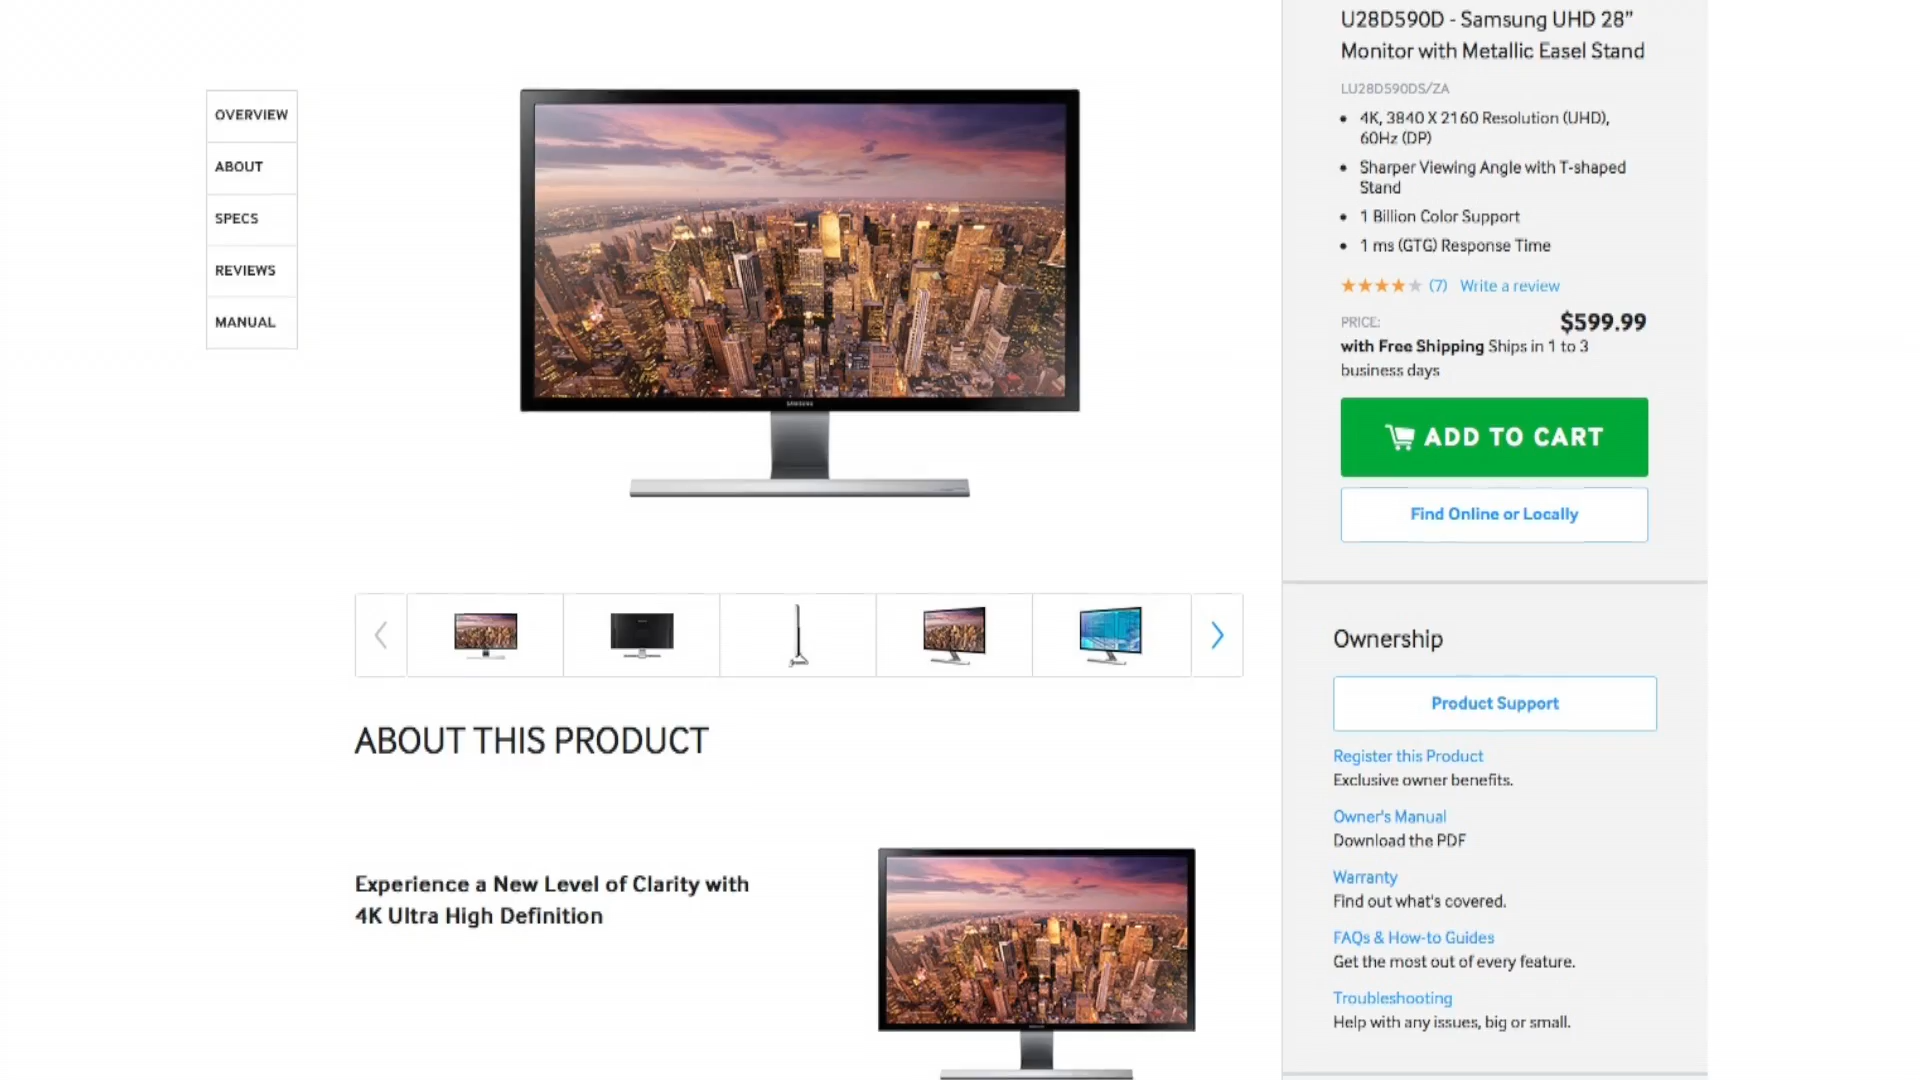 OVERVIEW
ABOUT
SPECS
REVIEWS
MANUAL
SAMSUNG
ABOUT THIS PRODUCT
Experience a New Level of Clarity with
4K Ultra High Definition
U28D590D - Samsung UHD 28”
Monitor with Metallic Easel Stand
LU28D590DS/ZA
• 4K, 3840 X 2160 Resolution (UHD),
60Hz (DP)
• Sharper Viewing Angle with T-shaped
Stand
• 1 Billion Color Support
• 1 ms (GTG) Response Time
(7) Write a review
PRICE: $599.99
with Free Shipping Ships in 1 to 3
business days
ADD TO CART
Find Online or Locally
Ownership
Product Support
Register this Product
Exclusive owner benefits.
Owner's Manual
Download the PDF
Warranty
Find out what's covered.
FAQs & How-to Guides
Get the most out of every feature.
Troubleshooting
Help with any issues, big or small.